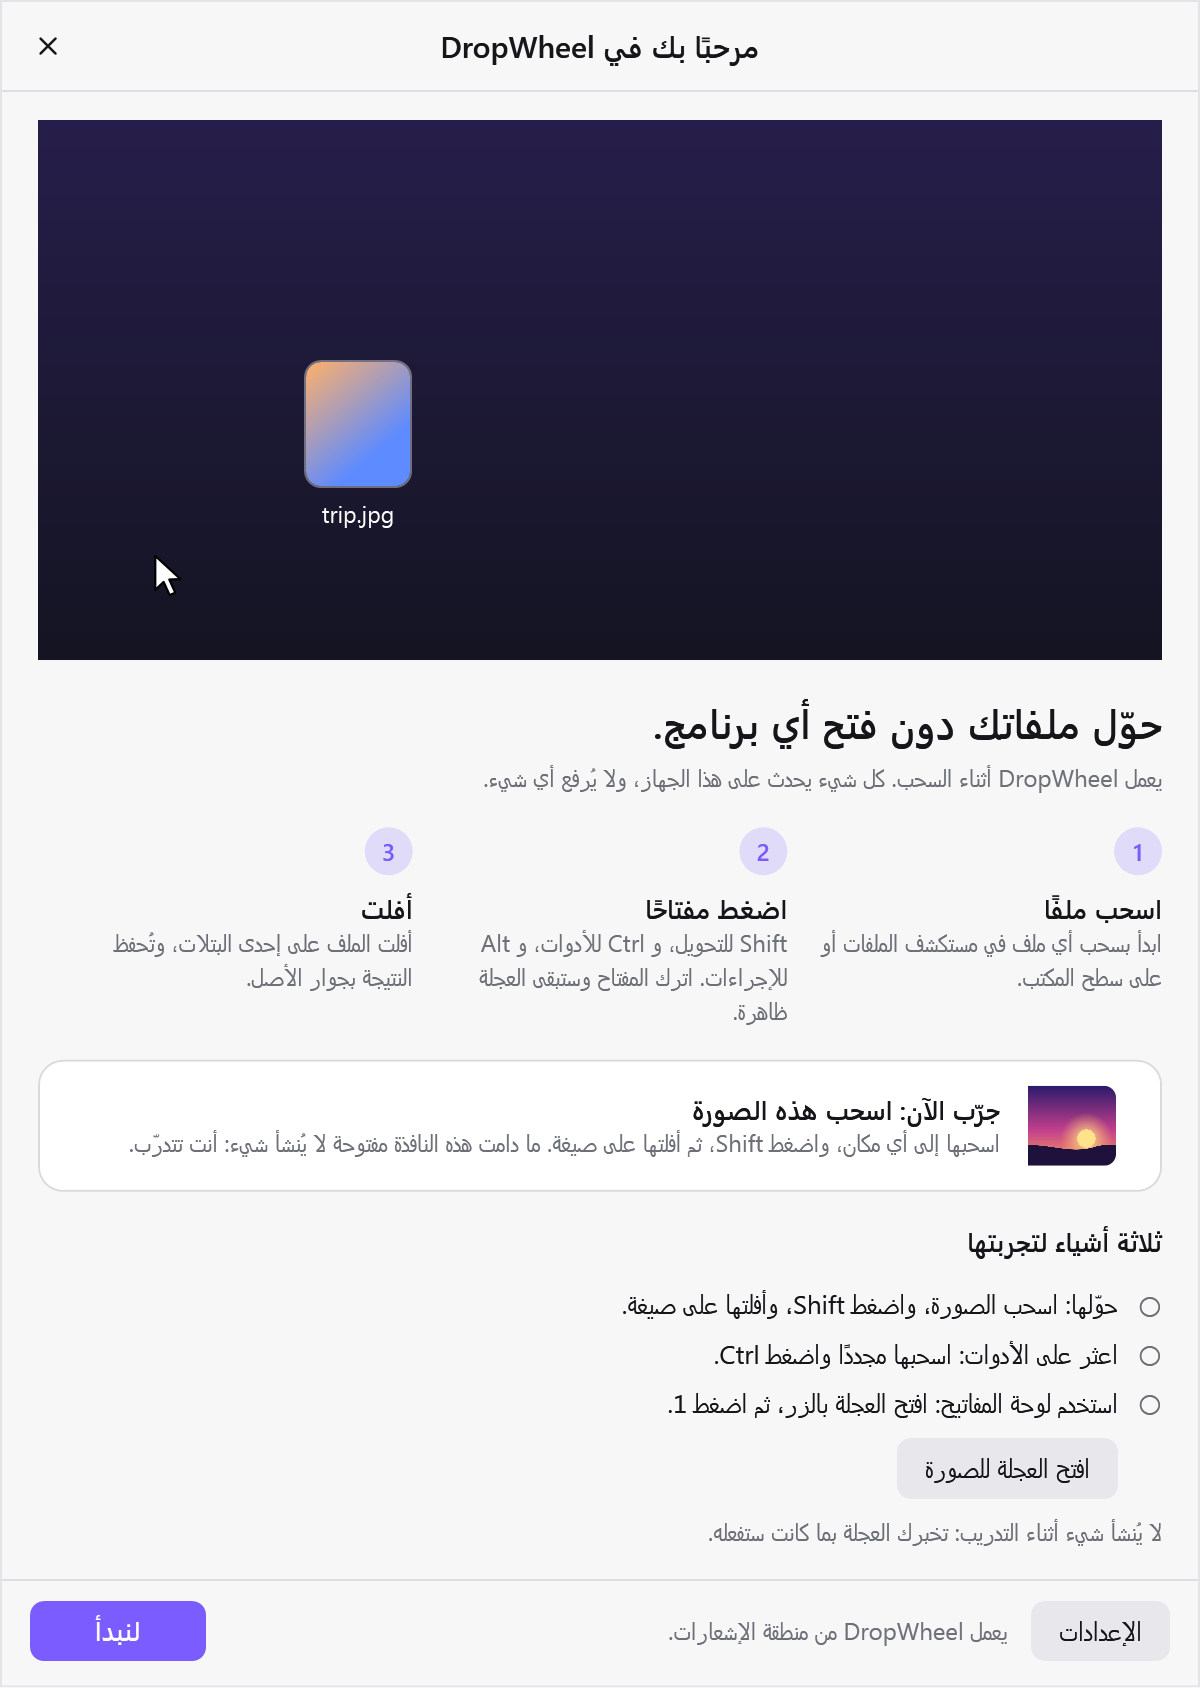 مرحبًا بك في DropWheel
trip.jpg
حوّل ملفاتك دون فتح أي برنامج.
يعمل DropWheel أثناء السحب. كل شيء يحدث على هذا الجهاز، ولا يُرفع أي شيء.
1
اسحب ملفًا
ابدأ بسحب أي ملف في مستكشف الملفات أو
على سطح المكتب.
2
اضغط مفتاحًا
Shift للتحويل، و Ctrl للأدوات، و Alt
للإجراءات. اترك المفتاح وستبقى العجلة
ظاهرة.
3
أفلت
أفلت الملف على إحدى البتلات، وتُحفظ
النتيجة بجوار الأصل.
جرّب الآن: اسحب هذه الصورة
اسحبها إلى أي مكان، واضغط Shift، ثم أفلتها على صيغة. ما دامت هذه النافذة مفتوحة لا يُنشأ شيء: أنت تتدرّب.
ثلاثة أشياء لتجربتها
حوّلها: اسحب الصورة، واضغط Shift، وأفلتها على صيغة.
اعثر على الأدوات: اسحبها مجددًا واضغط Ctrl.
استخدم لوحة المفاتيح: افتح العجلة بالزر، ثم اضغط 1.
افتح العجلة للصورة
لا يُنشأ شيء أثناء التدريب: تخبرك العجلة بما كانت ستفعله.
الإعدادات
يعمل DropWheel من منطقة الإشعارات.
لنبدأ